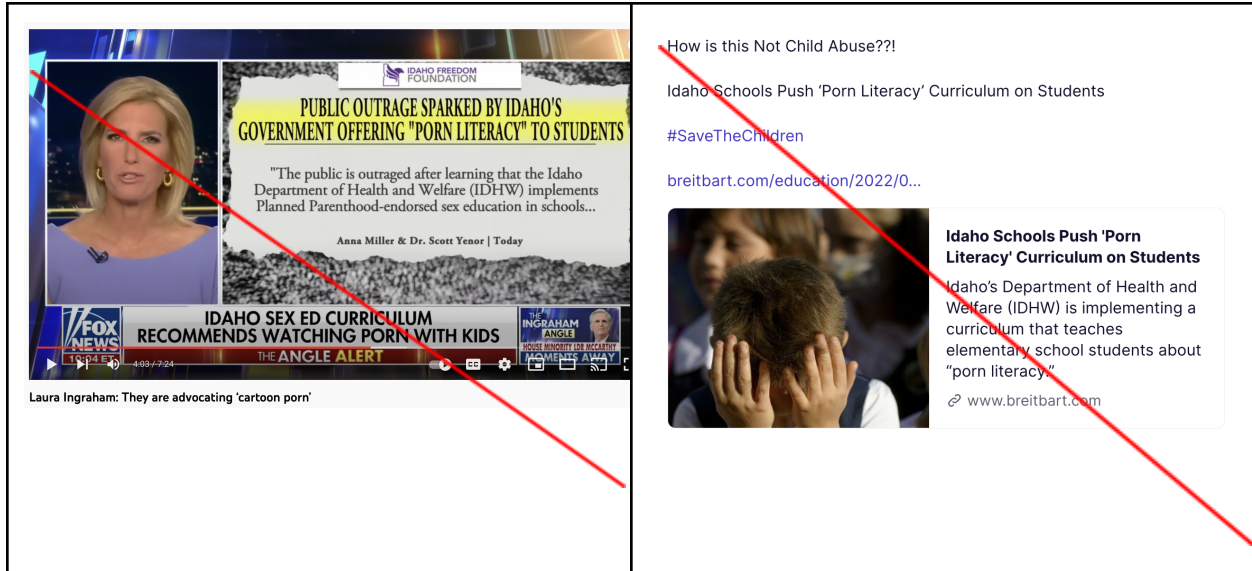 IDAHO FREEDOM
FOUNDATION
PUBLIC OUTRAGE SPARKED BY IDAHO'S
GOVERNMENT OFFERING "PORN LITERACY" TO STUDENTS
"The public is outraged after learning that the Idaho
Department of Health and Welfare (IDHW) implements
Planned Parenthood-endorsed sex education in schools...
Anna Miller & Dr. Scott Yenor | Today
FOX
NEWS
10:04 ET
IDAHO SEX ED CURRICULUM
RECOMMENDS WATCHING PORN WITH KIDS
THE ANGLE ALERT
THE
INGRAHAM
ANGLE
HOUSE MINORITY LDR MCCARTHY
MOMENTS AWAY
4:03 / 7:24
CC
Laura Ingraham: They are advocating 'cartoon porn'
How is this Not Child Abuse??!
Idaho Schools Push ‘Porn Literacy’ Curriculum on Students
#SaveTheChildren
breitbart.com/education/2022/0...
Idaho Schools Push 'Porn
Literacy' Curriculum on Students
Idaho’s Department of Health and
Welfare (IDHW) is implementing a
curriculum that teaches
elementary school students about
“porn literacy.”
www.breitbart.com